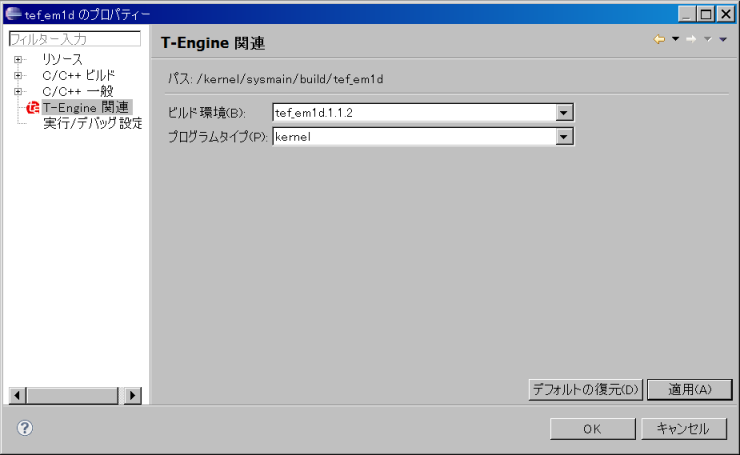 tef_em1d のプロパティー
フィルター入力
リソース
C/C++ ビルド
C/C++ 一般
T-Engine 関連
実行/デバッグ設定
T-Engine 関連
パス: /kernel/sysmain/build/tef_em1d
ビルド環境(B): tef_em1d.1.1.2
プログラムタイプ(P): kernel
デフォルトの復元(D) 適用(A)
OK キャンセル